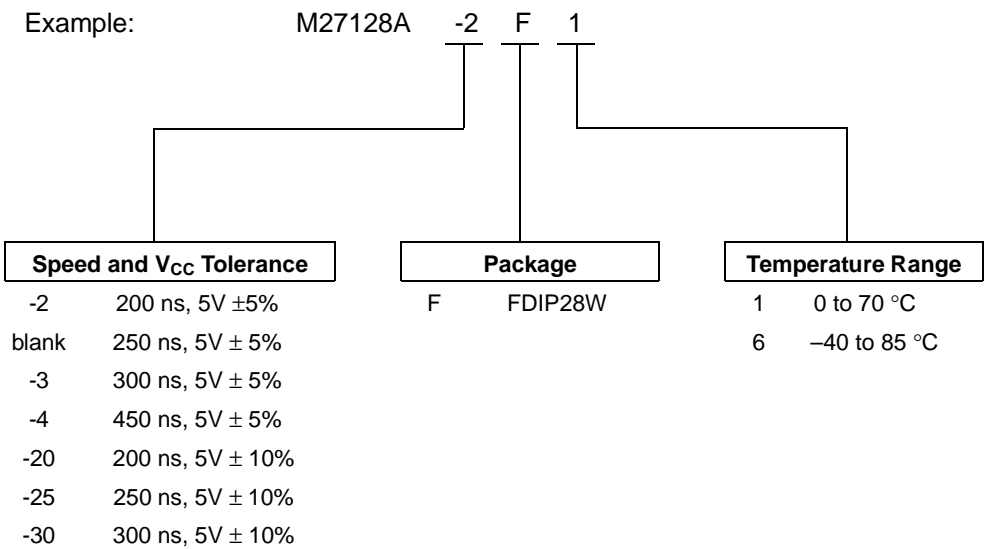 Example: M27128A -2 F 1
Speed and VCC Tolerance
-2 200 ns, 5V ±5%
blank 250 ns, 5V ± 5%
-3 300 ns, 5V ± 5%
-4 450 ns, 5V ± 5%
-20 200 ns, 5V ± 10%
-25 250 ns, 5V ± 10%
-30 300 ns, 5V ± 10%
Package
F FDIP28W
Temperature Range
1 0 to 70 °C
6 –40 to 85 °C